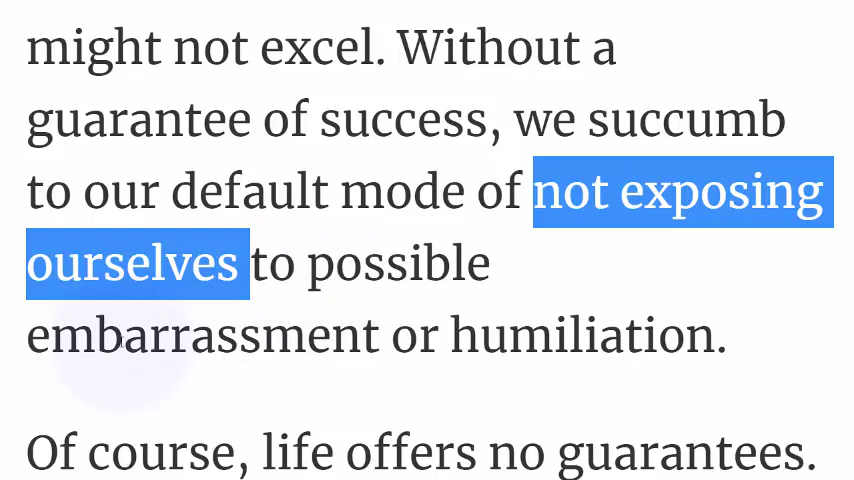 might not excel. Without a
guarantee of success, we succumb
to our default mode of not exposing
ourselves to possible
embarrassment or humiliation.
Of course, life offers no guarantees.